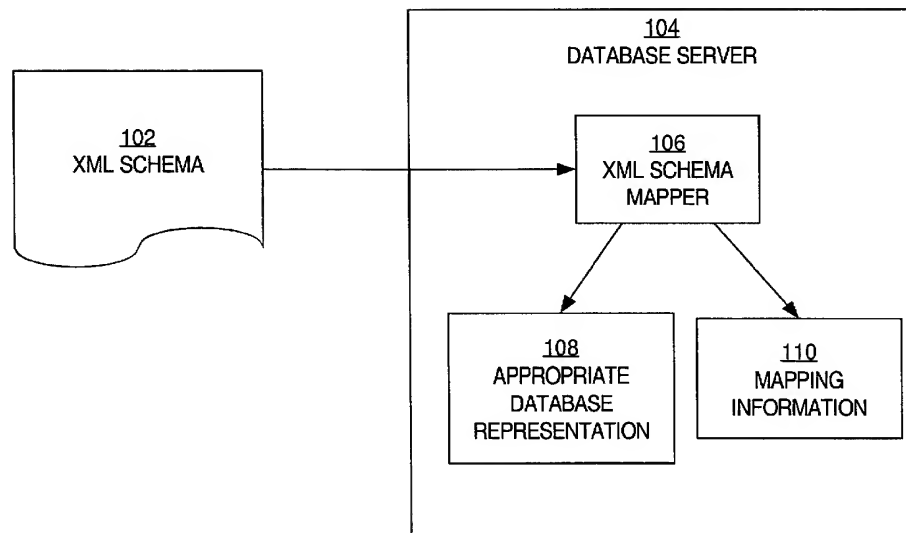 104
DATABASE SERVER
102
XML SCHEMA
106
XML SCHEMA
MAPPER
108
APPROPRIATE
DATABASE
REPRESENTATION
110
MAPPING
INFORMATION